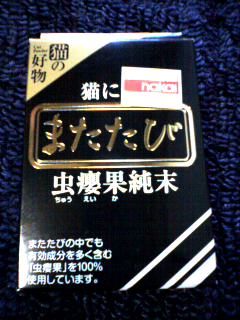 猫の
好物
猫に
nakai
またたび
虫癭果純末
ちゅう えい か
またたびの中でも
有効成分を多く含む
「虫癭果」を100%
使用しています。